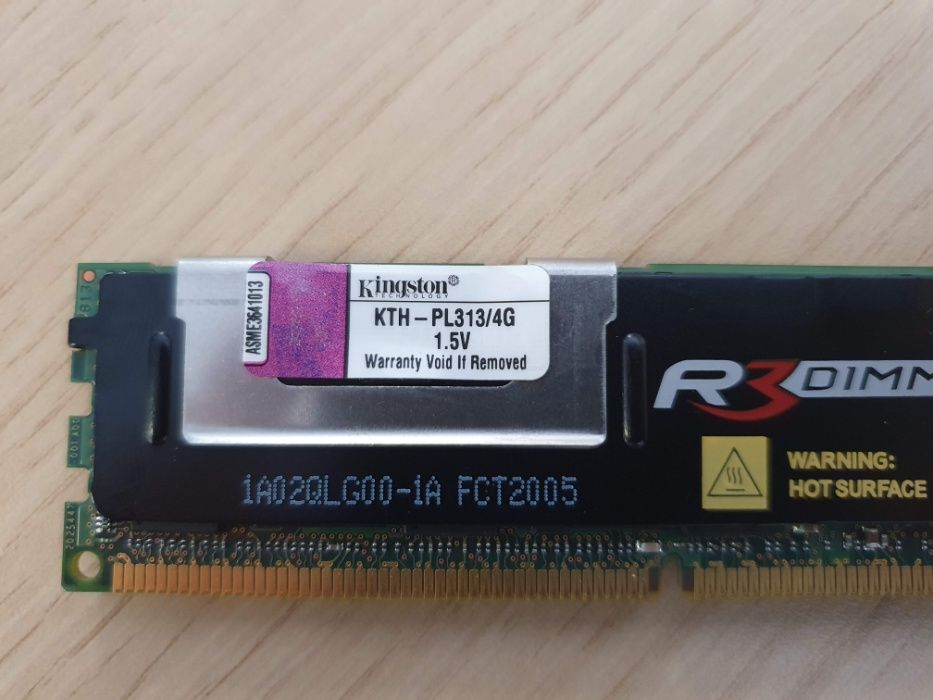 Kingston®
TECHNOLOGY
KTH-PL313/4G
1.5V
Warranty Void If Removed
ASME3641013
R3DIMM
WARNING:
HOT SURFACE
1A02QLG00-1A FCT2005